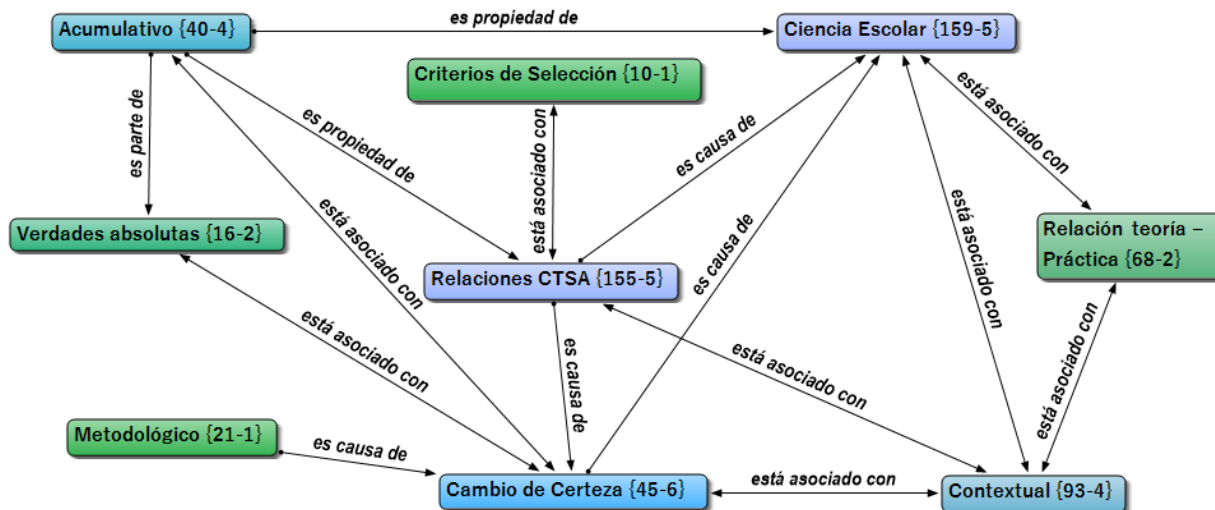 Acumulativo {40-4}
es propiedad de
Ciencia Escolar {159-5}
Criterios de Selección {10-1}
es parte de
es propiedad de
está asociado con
es causa de
está asociado con
Verdades absolutas {16-2}
está asociado con
Relaciones CTSA {155-5}
es causa de
está asociado con
Relación teoría –
Práctica {68-2}
está asociado con
es causa de
está asociado con
está asociado con
Metodológico {21-1}
es causa de
Cambio de Certeza {45-6}
está asociado con
Contextual {93-4}